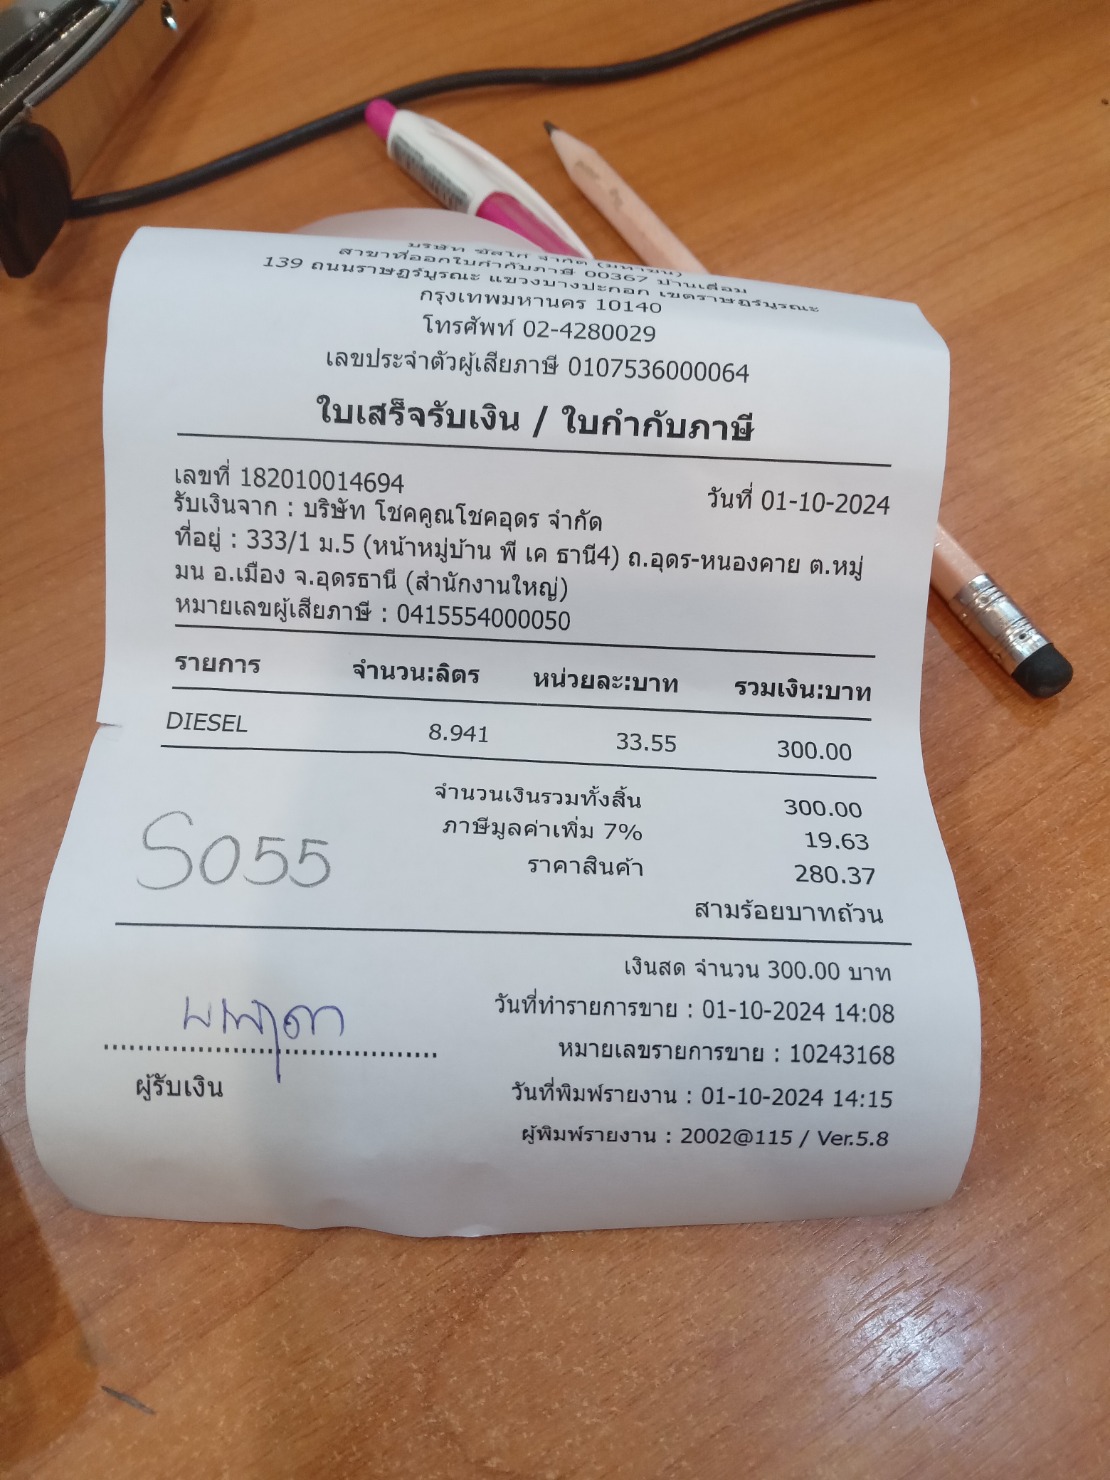 บริษัท ซัสโก้ จำกัด (มหาชน)
สาขาที่ออกใบกำกับภาษี 00367
139 ถนนราษฎร์บูรณะ แขวงบางปะกอก เขตราษฎร์บูรณะ
กรุงเทพมหานคร 10140
โทรศัพท์ 02-4280029
เลขประจำตัวผู้เสียภาษี 0107536000064
ใบเสร็จรับเงิน / ใบกำกับภาษี
เลขที่ 182010014694
วันที่ 01-10-2024
รับเงินจาก : บริษัท โชคคูณโชคอุดร จำกัด
ที่อยู่ : 333/1 ม.5 (หน้าหมู่บ้าน พี เค ธานี4) ถ.อุดร-หนองคาย ต.หมู่
มน อ.เมือง จ.อุดรธานี (สำนักงานใหญ่)
หมายเลขผู้เสียภาษี : 0415554000050
รายการ จำนวน:ลิตร หน่วยละ:บาท รวมเงิน:บาท
DIESEL 8.941 33.55 300.00
จำนวนเงินรวมทั้งสิ้น 300.00
ภาษีมูลค่าเพิ่ม 7% 19.63
ราคาสินค้า 280.37
S055
สามร้อยบาทถ้วน
เงินสด จำนวน 300.00 บาท
วันที่ทำรายการขาย : 01-10-2024 14:08
หมายเลขรายการขาย : 10243168
ผู้รับเงิน
วันที่พิมพ์รายงาน : 01-10-2024 14:15
ผู้พิมพ์รายงาน : 2002@115 / Ver.5.8